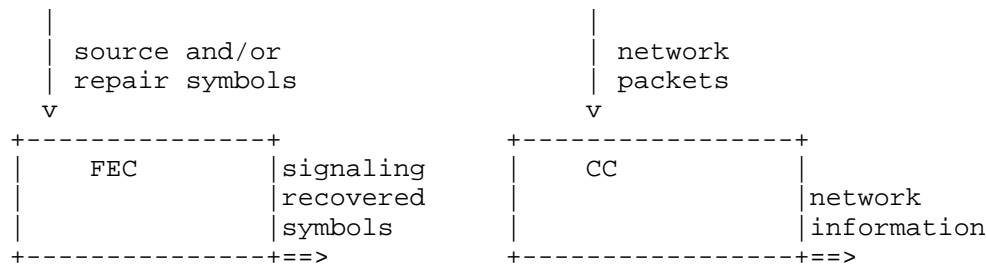 source and/or
repair symbols
network
packets
v
v
FEC
signaling
recovered
symbols
CC
network
information